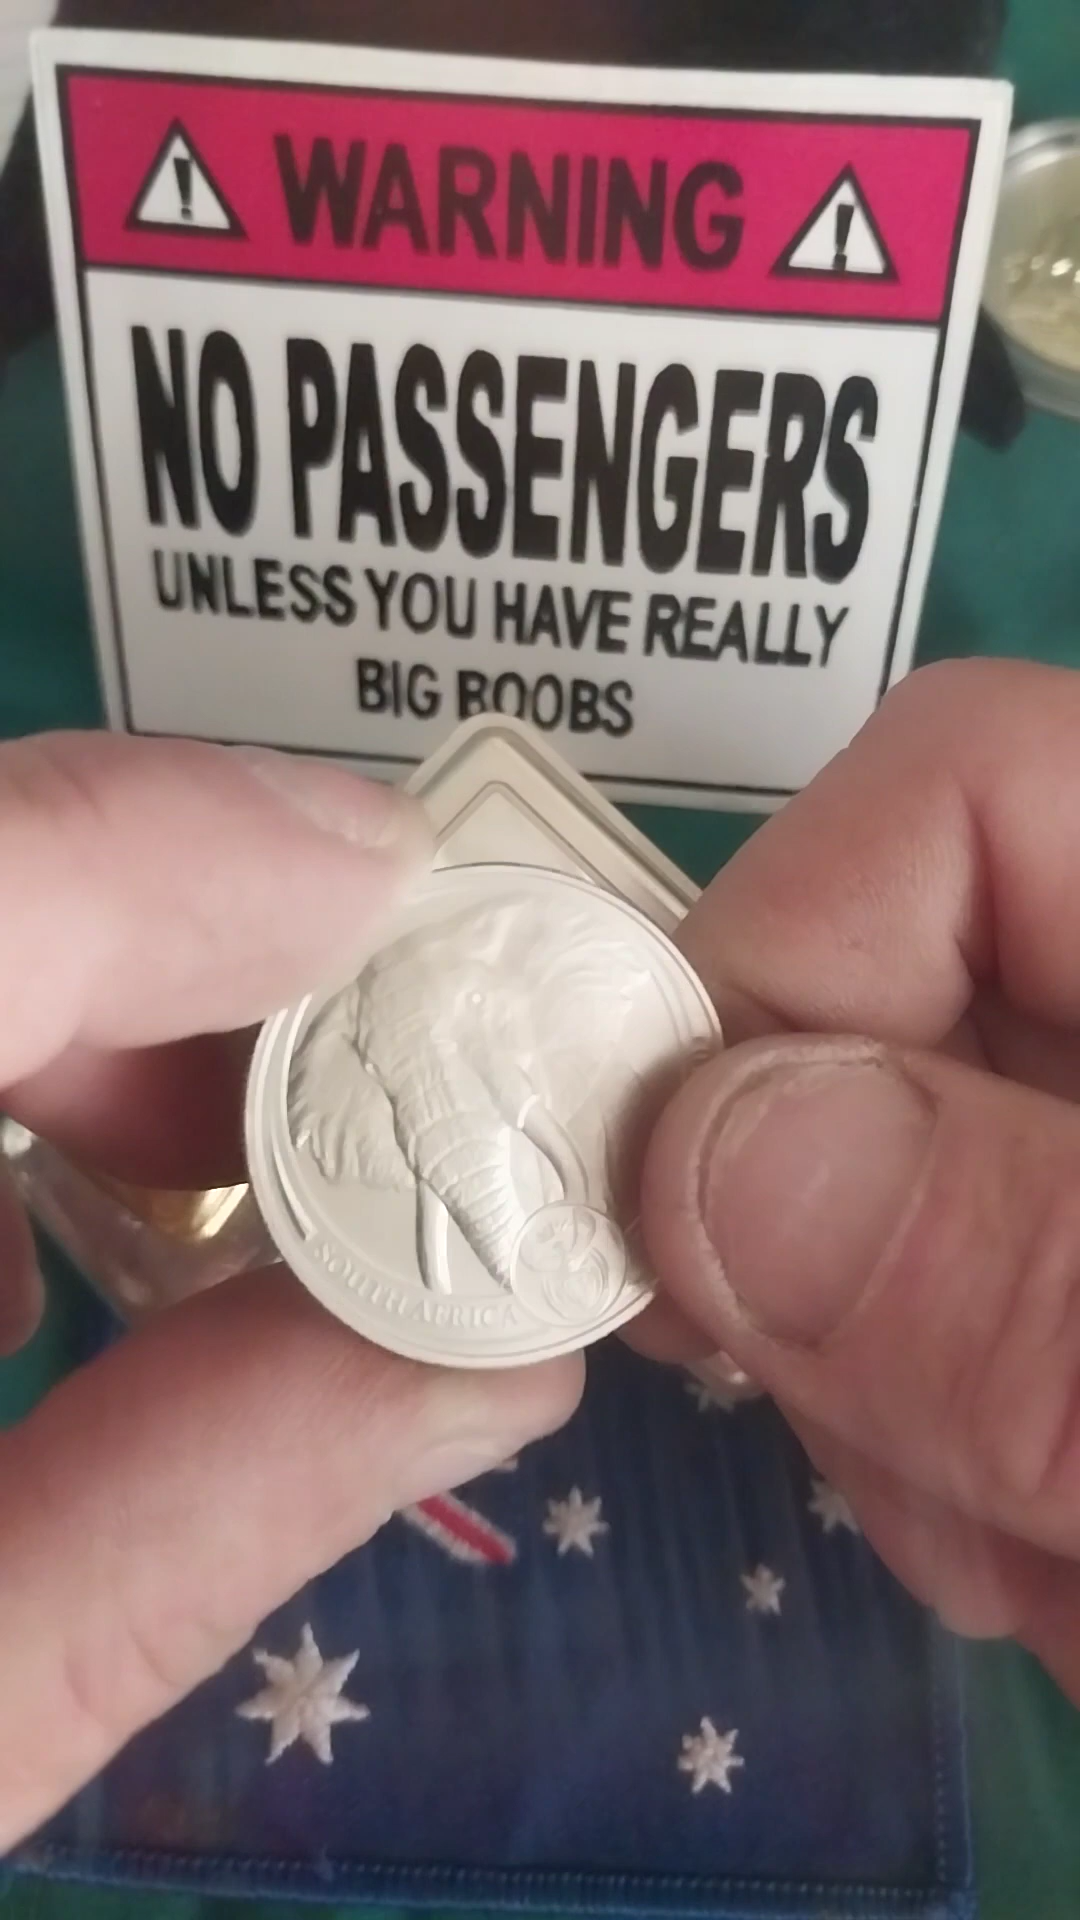 WARNING
NO PASSENGERS
UNLESS YOU HAVE REALLY
BIG BOOBS
SOUTH AFRICA